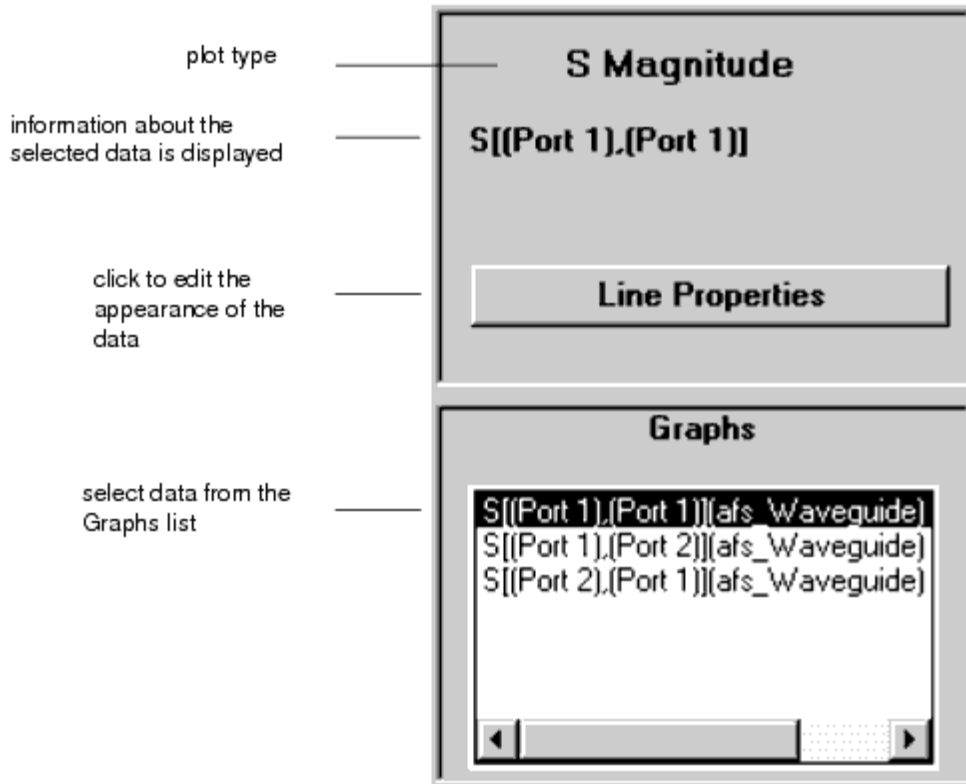 plot type
S Magnitude
information about the
selected data is displayed
S[(Port 1),(Port 1)]
click to edit the
appearance of the
data
Line Properties
Graphs
select data from the
Graphs list
S[(Port 1),(Port 1)](afs_Waveguide)
S[(Port 1),(Port 2)](afs_Waveguide)
S[(Port 2),(Port 1)](afs_Waveguide)